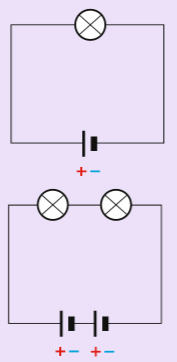 + −
+ − + −